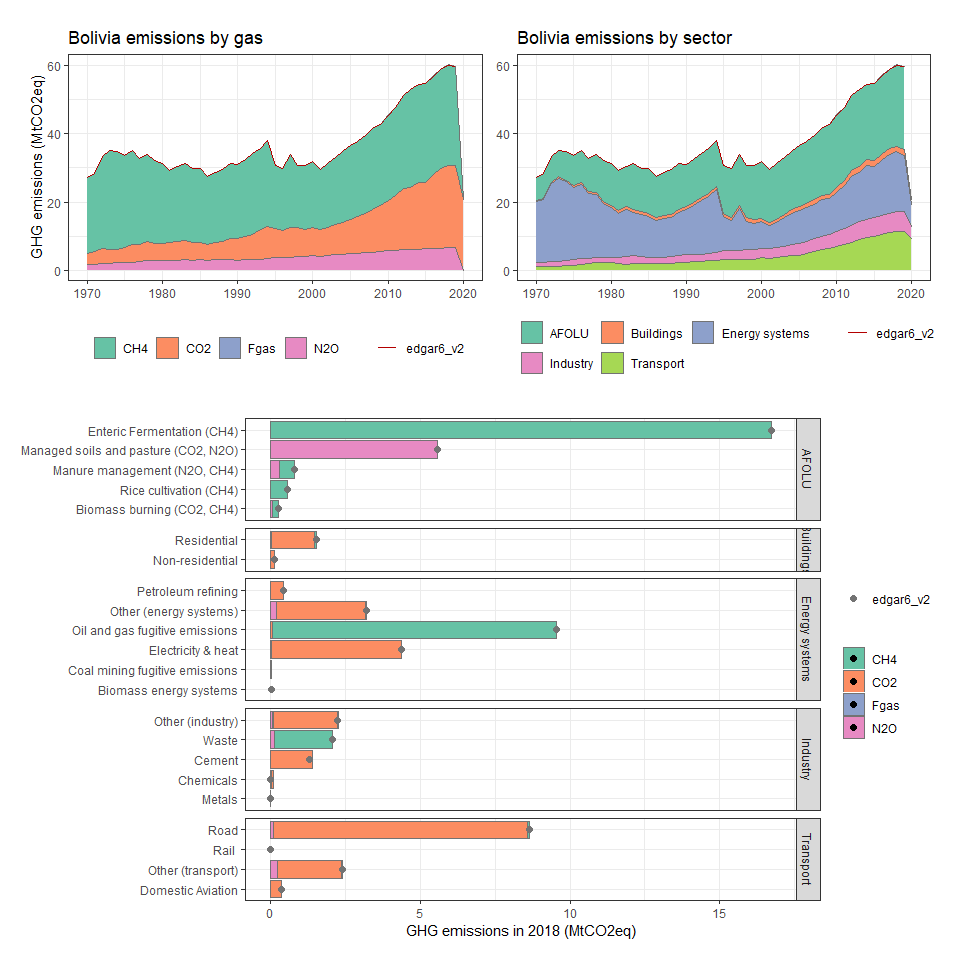 Bolivia emissions by gas
GHG emissions (MtCO2eq)
60
40
20
0
1970 1980 1990 2000 2010 2020
CH4 CO2 Fgas N2O edgar6_v2
Bolivia emissions by sector
60
40
20
0
1970 1980 1990 2000 2010 2020
AFOLU Buildings Energy systems edgar6_v2
Industry Transport
Enteric Fermentation (CH4)
Managed soils and pasture (CO2, N2O)
Manure management (N2O, CH4)
Rice cultivation (CH4)
Biomass burning (CO2, CH4)
AFOLU
Residential
Non-residential
Buildings
Petroleum refining
Other (energy systems)
Oil and gas fugitive emissions
Electricity & heat
Coal mining fugitive emissions
Biomass energy systems
Energy systems
Other (industry)
Waste
Cement
Chemicals
Metals
Industry
Road
Rail
Other (transport)
Domestic Aviation
Transport
0 5 10 15
GHG emissions in 2018 (MtCO2eq)
edgar6_v2
CH4
CO2
Fgas
N2O